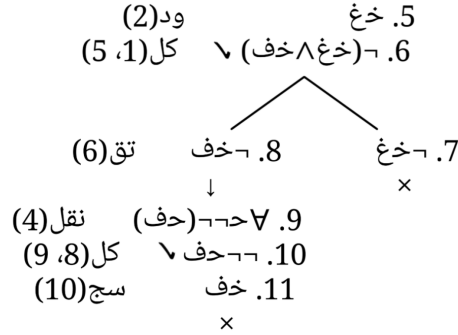 5. خغ ود(2)
6. ¬(خغ∧خف) ✓ كل(1، 5)
7. ¬خغ 8. ¬خف تق(6)
× ↓
9. ∀ح¬¬(حف) نقل(4)
10. ¬¬حف ✓ كل(8، 9)
11. خف سج(10)
×